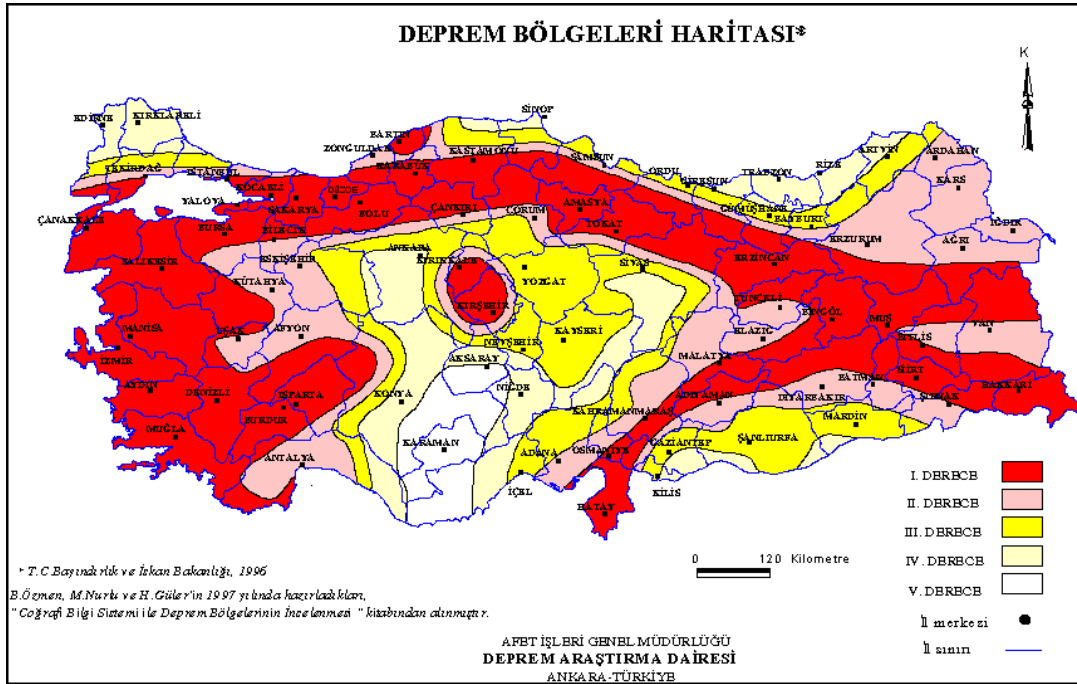 DEPREM BÖLGELERİ HARİTASI*
K
SİNOP
EDİRNE
KIRKLARELİ
BARTIN
ZONGULDAK
KASTAMONU
KARABÜK
SAMSUN
ORDU
GİRESUN
TRABZON
RİZE
ARTVİN
ARDAHAN
KARS
TEKİRDAĞ
İSTANBUL
KOCAELİ
YALOVA
SAKARYA
DÜZCE
BOLU
ÇANKIRI
ÇORUM
AMASYA
TOKAT
GÜMÜŞHANE
BAYBURT
ERZURUM
IĞDIR
AĞRI
ÇANAKKALE
BURSA
BİLECİK
BALIKESİR
ESKİŞEHİR
ANKARA
KIRIKKALE
YOZGAT
SİVAS
ERZİNCAN
KÜTAHYA
KIRŞEHİR
TUNCELİ
BİNGÖL
MUŞ
VAN
MANİSA
UŞAK
AFYON
NEVŞEHİR
KAYSERİ
ELAZIĞ
BİTLİS
İZMİR
AKSARAY
MALATYA
SİİRT
AYDIN
DENİZLİ
ISPARTA
KONYA
NİĞDE
ADIYAMAN
DİYARBAKIR
BATMAN
ŞIRNAK
HAKKARİ
BURDUR
KAHRAMANMARAŞ
MARDİN
MUĞLA
KARAMAN
GAZİANTEP
ŞANLIURFA
ANTALYA
ADANA
OSMANİYE
İÇEL
KİLİS
HATAY
I. DERECE
II. DERECE
III. DERECE
IV. DERECE
V. DERECE
İl merkezi
İl sınırı
0 120 Kilometre
* T.C Bayındırlık ve İskan Bakanlığı, 1996
B.Özmen, M.Nurlu ve H.Güler'in 1997 yılında hazırladıkları,
"Coğrafi Bilgi Sistemi ile Deprem Bölgelerinin İncelenmesi " kitabından alınmıştır.
AFET İŞLERİ GENEL MÜDÜRLÜĞÜ
DEPREM ARAŞTIRMA DAİRESİ
ANKARA-TÜRKİYE